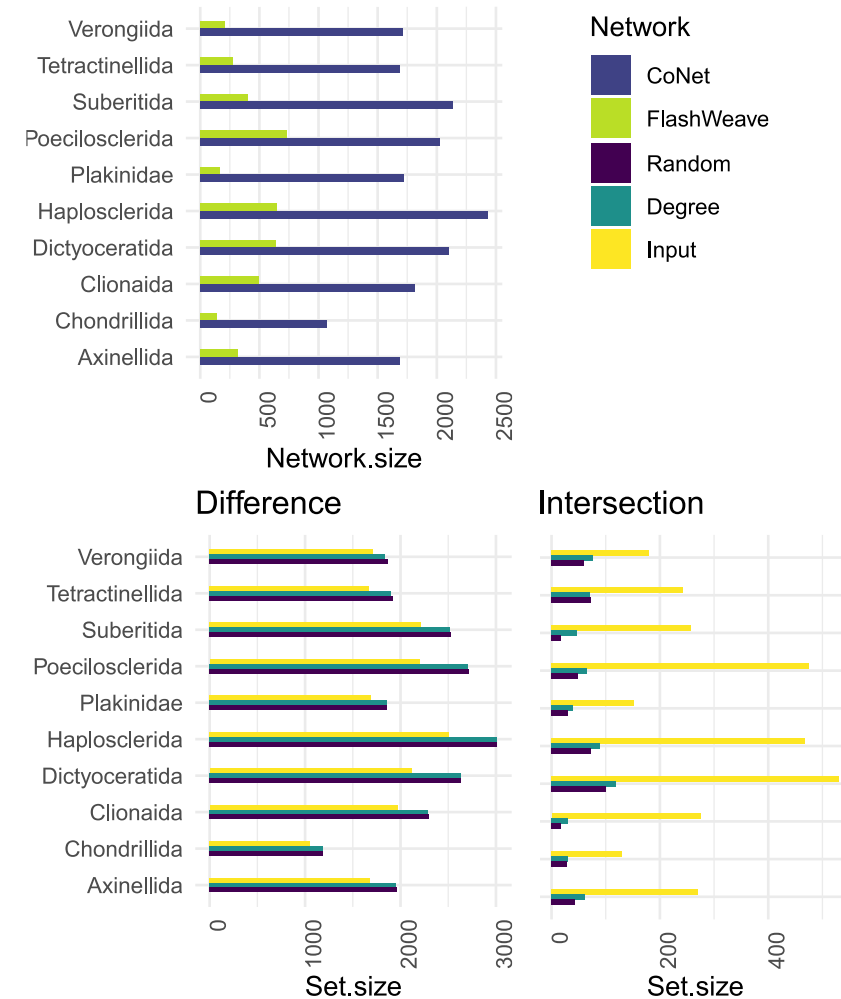 Verongiida
Tetractinellida
Suberitida
Poecilosclerida
Plakinidae
Haplosclerida
Dictyoceratida
Clionaida
Chondrillida
Axinellida
0
500
1000
1500
2000
2500
Network.size
Network
CoNet
FlashWeave
Random
Degree
Input
Difference
Verongiida
Tetractinellida
Suberitida
Poecilosclerida
Plakinidae
Haplosclerida
Dictyoceratida
Clionaida
Chondrillida
Axinellida
0
1000
2000
3000
Set.size
Intersection
0
200
400
Set.size